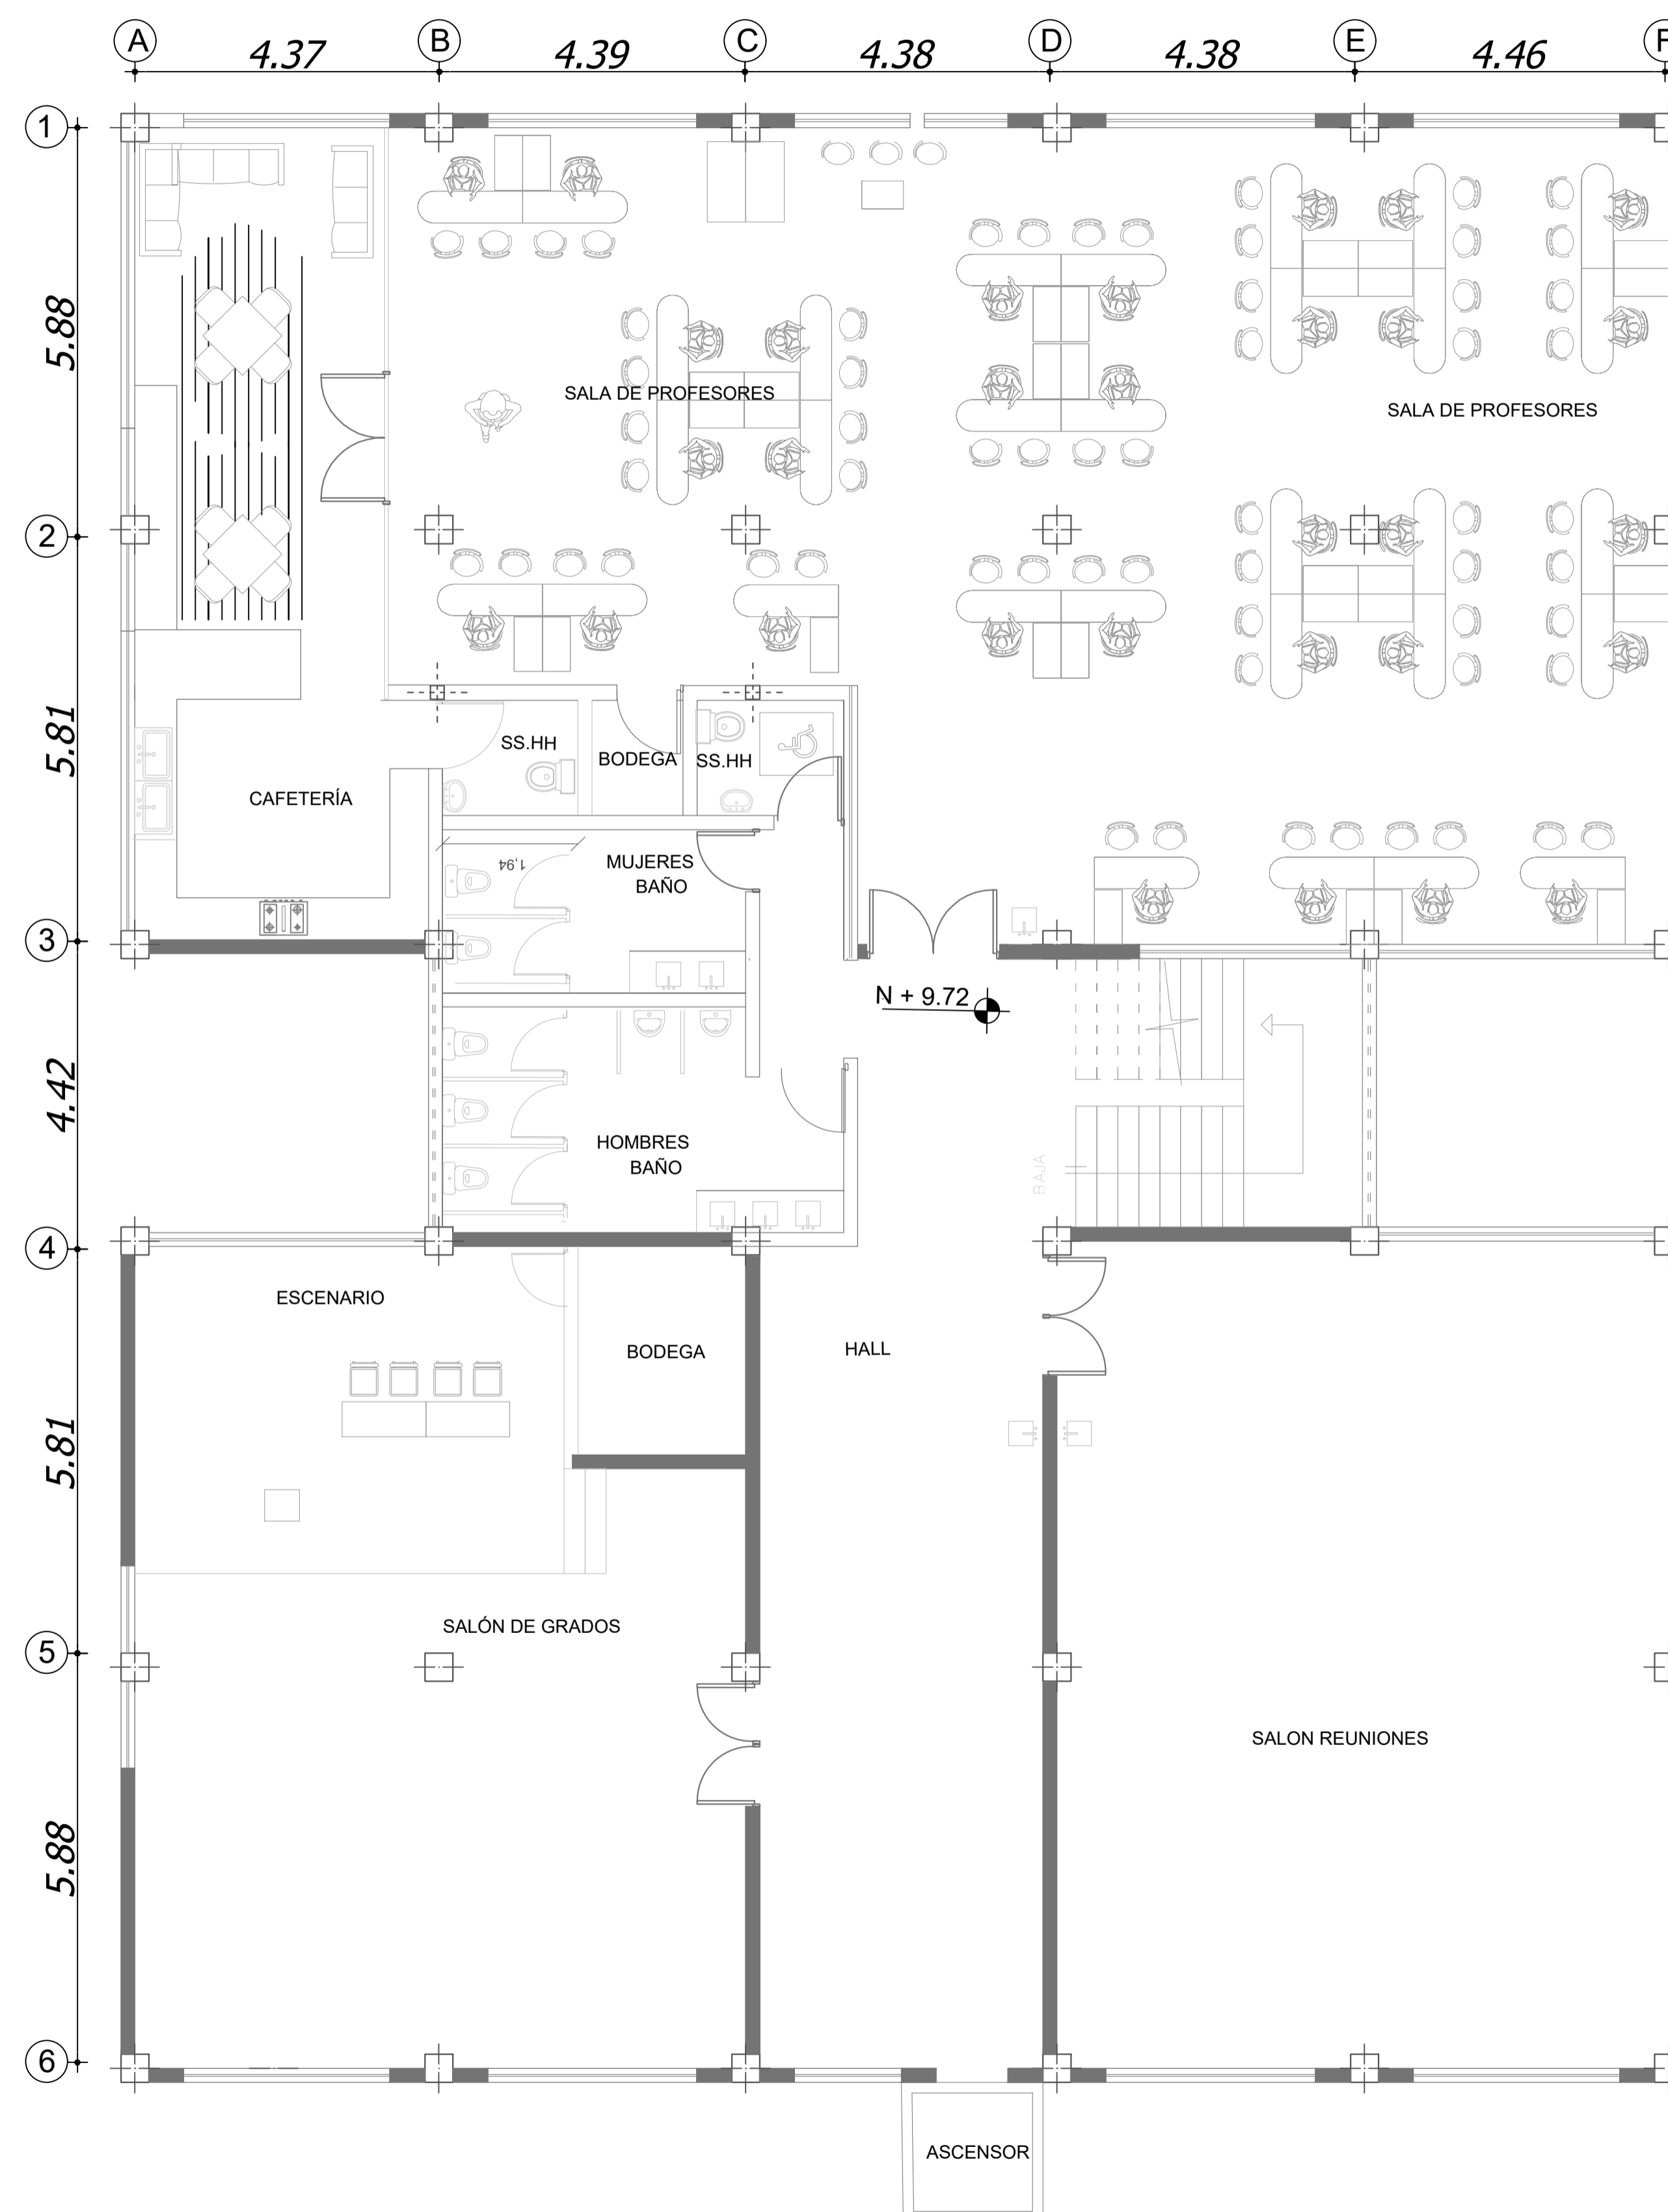 A
B
C
D
E
F
4.37
4.39
4.38
4.38
4.46
1
5.88
SALA DE PROFESORES
SALA DE PROFESORES
2
5.81
SS.HH
BODEGA
SS.HH
CAFETERÍA
1,94
MUJERES
BAÑO
3
N + 9.72
4.42
HOMBRES
BAÑO
BAJA
4
ESCENARIO
BODEGA
HALL
5.81
SALÓN DE GRADOS
5
SALON REUNIONES
5.88
6
ASCENSOR